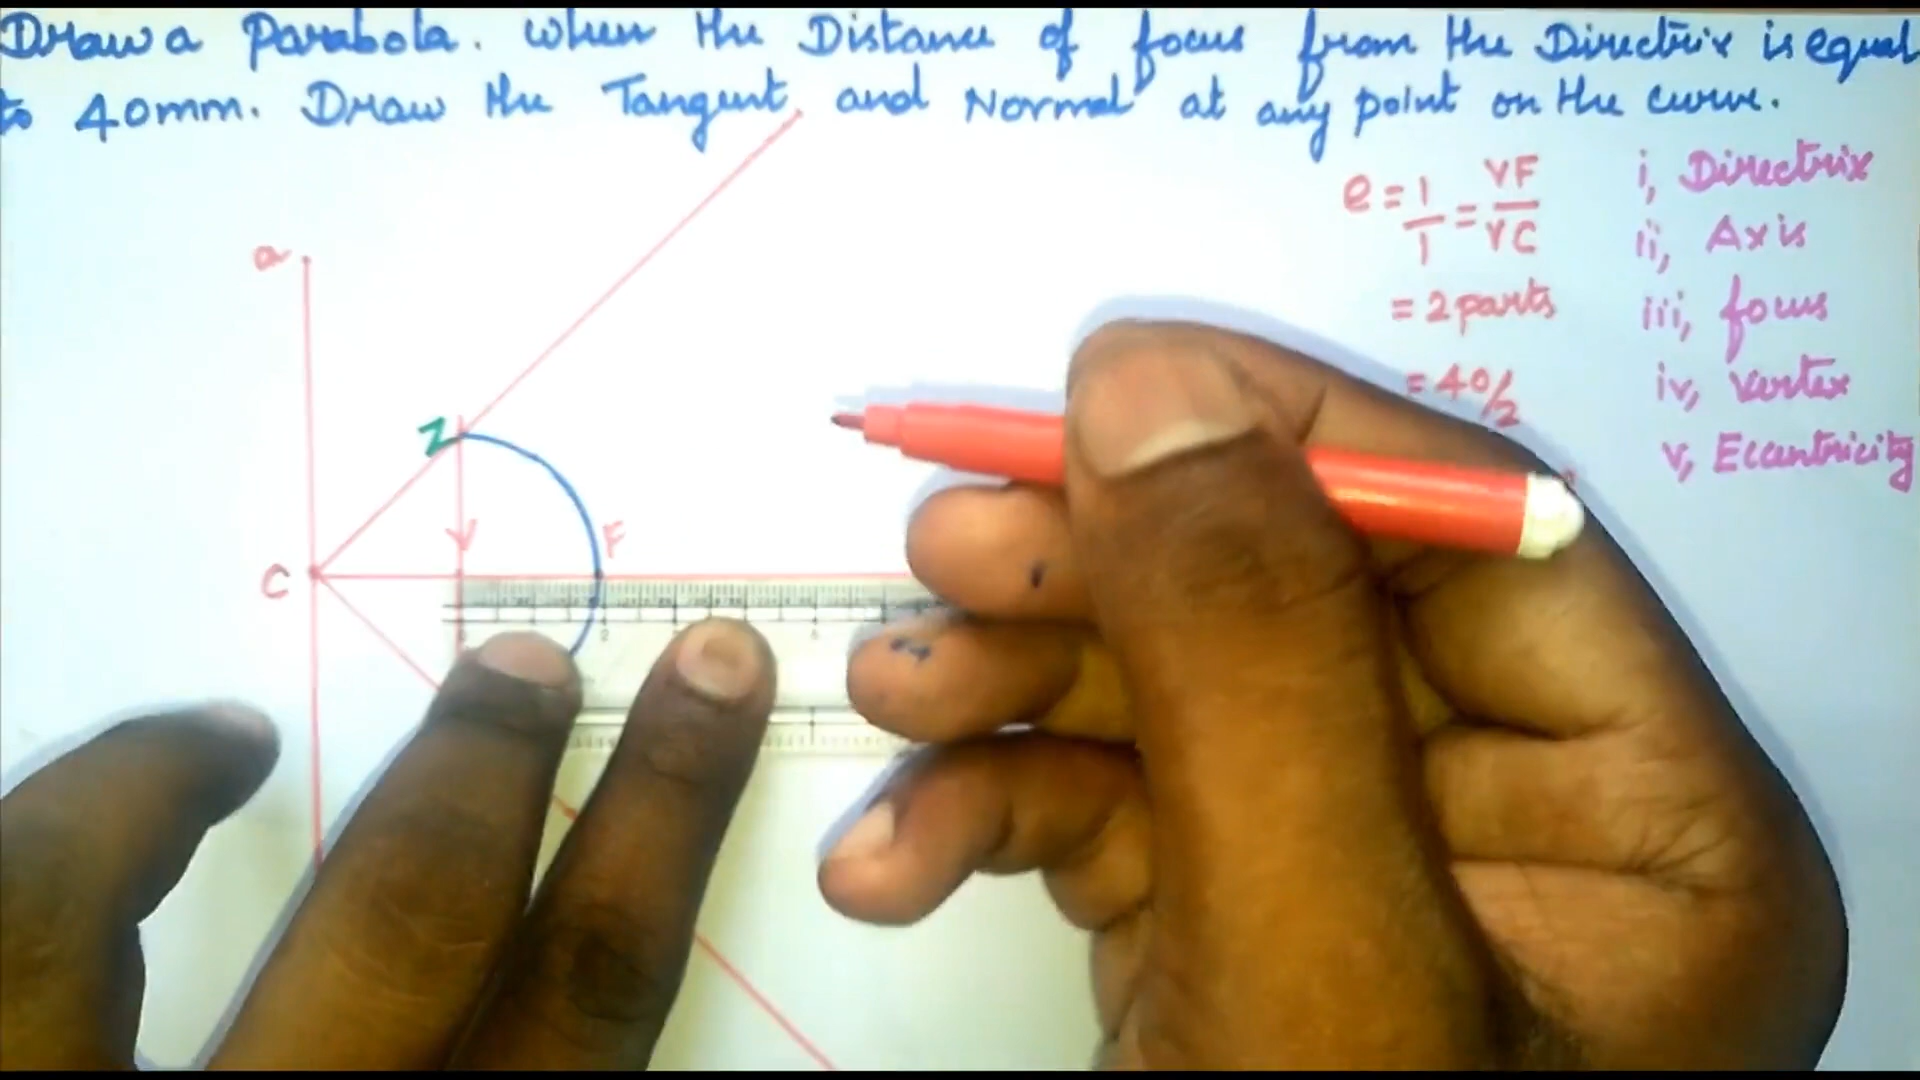 Draw a Parabola. When the Distance of focus from the Directrix is equal
to 40mm. Draw the Tangent and Normal at any point on the curve.
e = 1/1 = VF/VC
= 2 parts
= 40/2
i, Directrix
ii, Axis
iii, focus
iv, Vertex
v, Eccentricity
a
Z
V
F
C
2